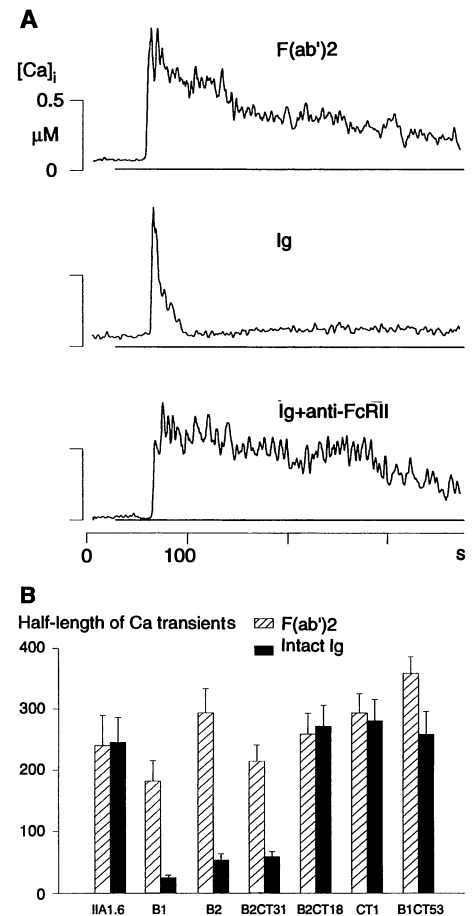 A
F(ab')2
[Ca]i
0.5
μM
0
Ig
Ig+anti-FcRII
0 100 s
B
Half-length of Ca transients
F(ab')2
Intact Ig
400
300
200
100
0
IIA1.6 B1 B2 B2CT31 B2CT18 CT1 B1CT53